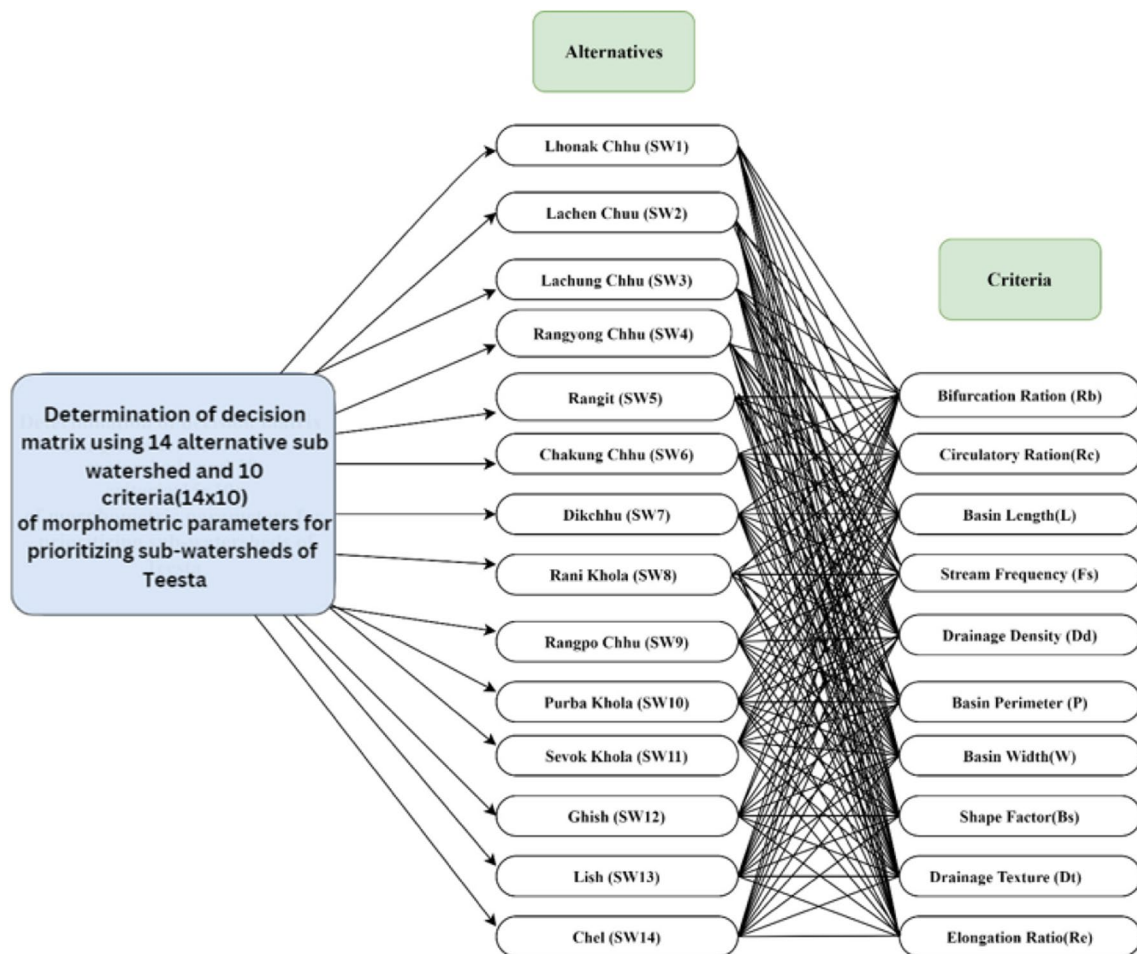 Alternatives
Lhonak Chhu (SW1)
Lachen Chuu (SW2)
Lachung Chhu (SW3)
Rangyong Chhu (SW4)
Rangit (SW5)
Chakung Chhu (SW6)
Dikchhu (SW7)
Rani Khola (SW8)
Rangpo Chhu (SW9)
Purba Khola (SW10)
Sevok Khola (SW11)
Ghish (SW12)
Lish (SW13)
Chel (SW14)
Determination of decision
matrix using 14 alternative sub
watershed and 10
criteria(14x10)
of morphometric parameters for
prioritizing sub-watersheds of
Teesta
Criteria
Bifurcation Ration (Rb)
Circulatory Ration(Rc)
Basin Length(L)
Stream Frequency (Fs)
Drainage Density (Dd)
Basin Perimeter (P)
Basin Width(W)
Shape Factor(Bs)
Drainage Texture (Dt)
Elongation Ratio(Re)